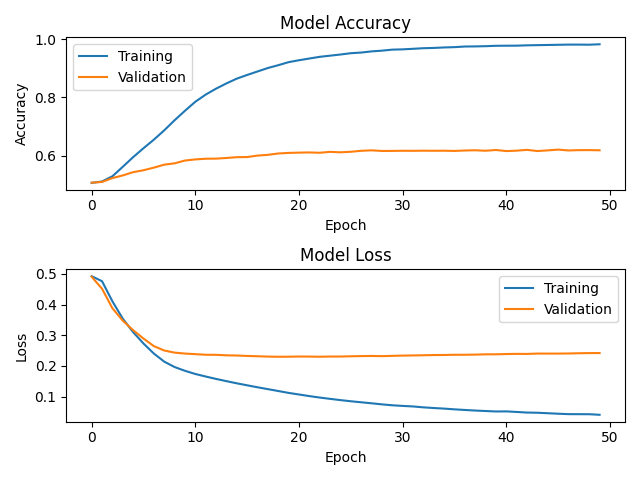 Model Accuracy
1.0
0.8
0.6
Accuracy
Training
Validation
0 10 20 30 40 50
Epoch
Model Loss
0.5
0.4
0.3
0.2
0.1
Loss
Training
Validation
0 10 20 30 40 50
Epoch